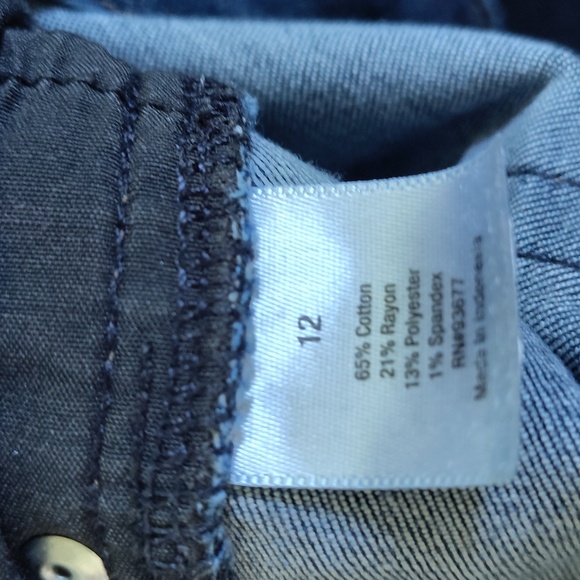 12
65% Cotton
21% Rayon
13% Polyester
1% Spandex
RN#93677
Made In Indonesia